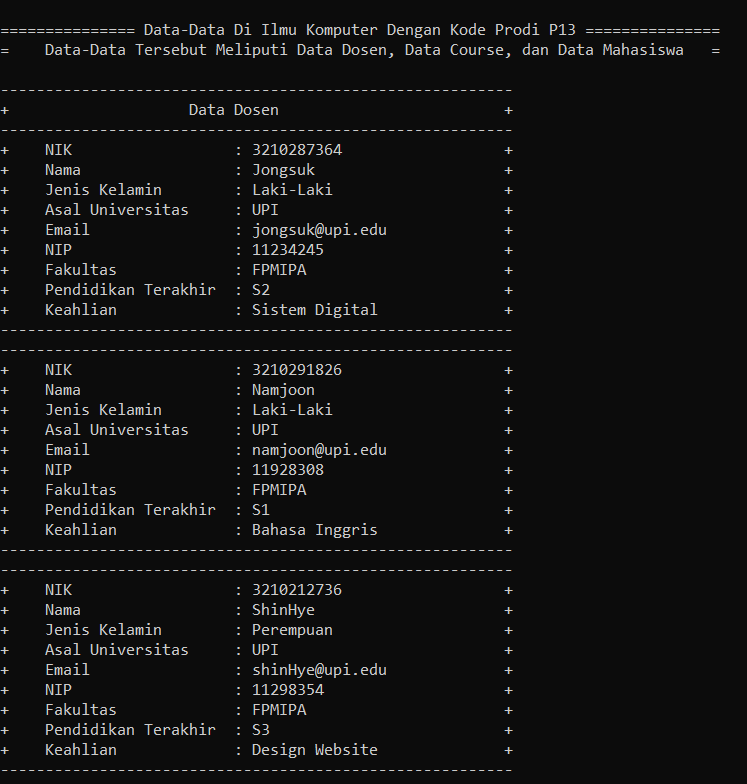 =============== Data-Data Di Ilmu Komputer Dengan Kode Prodi P13 ===============
=    Data-Data Tersebut Meliputi Data Dosen, Data Course, dan Data Mahasiswa   =
---------------------------------------------------------
+                    Data Dosen                         +
---------------------------------------------------------
+    NIK                  : 3210287364                  +
+    Nama                 : Jongsuk                     +
+    Jenis Kelamin        : Laki-Laki                   +
+    Asal Universitas     : UPI                         +
+    Email                : jongsuk@upi.edu             +
+    NIP                  : 11234245                    +
+    Fakultas             : FPMIPA                      +
+    Pendidikan Terakhir  : S2                          +
+    Keahlian             : Sistem Digital              +
---------------------------------------------------------
---------------------------------------------------------
+    NIK                  : 3210291826                  +
+    Nama                 : Namjoon                     +
+    Jenis Kelamin        : Laki-Laki                   +
+    Asal Universitas     : UPI                         +
+    Email                : namjoon@upi.edu             +
+    NIP                  : 11928308                    +
+    Fakultas             : FPMIPA                      +
+    Pendidikan Terakhir  : S1                          +
+    Keahlian             : Bahasa Inggris              +
---------------------------------------------------------
---------------------------------------------------------
+    NIK                  : 3210212736                  +
+    Nama                 : ShinHye                     +
+    Jenis Kelamin        : Perempuan                   +
+    Asal Universitas     : UPI                         +
+    Email                : shinHye@upi.edu             +
+    NIP                  : 11298354                    +
+    Fakultas             : FPMIPA                      +
+    Pendidikan Terakhir  : S3                          +
+    Keahlian             : Design Website              +
---------------------------------------------------------